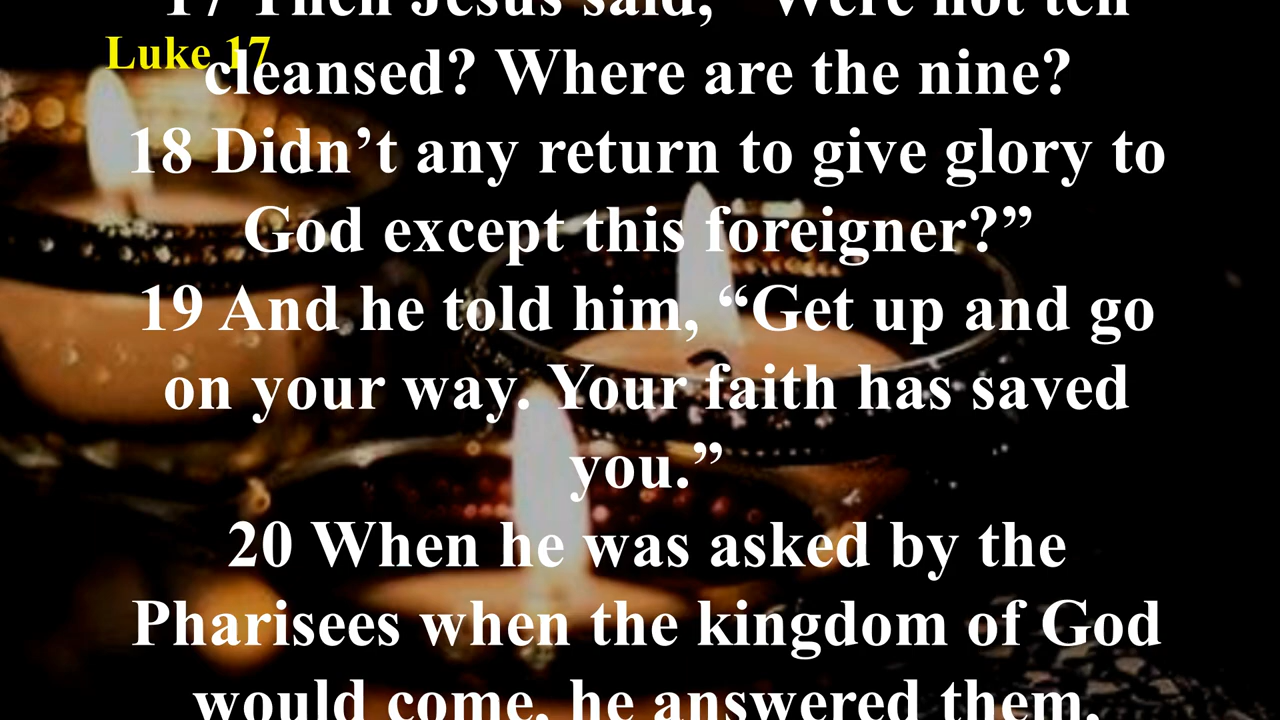 17 Then Jesus said, “Were not ten
Luke 17
cleansed? Where are the nine?
18 Didn’t any return to give glory to
God except this foreigner?”
19 And he told him, “Get up and go
on your way. Your faith has saved
you.”
20 When he was asked by the
Pharisees when the kingdom of God
would come, he answered them,